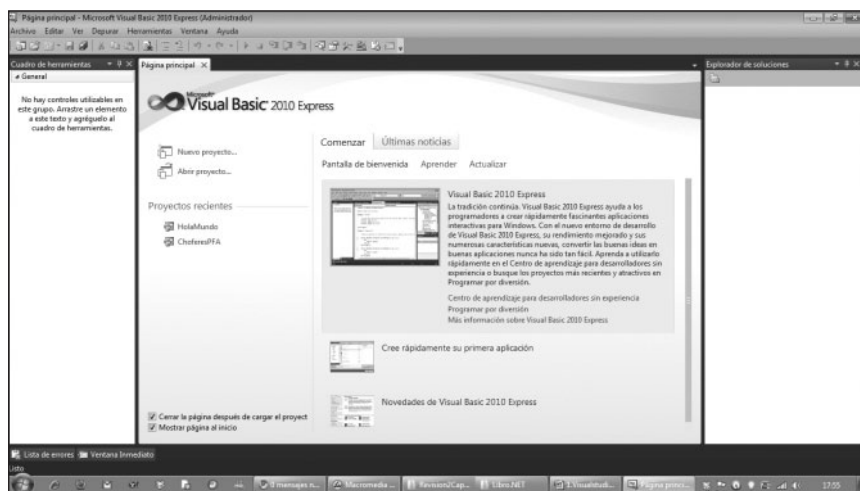 Página principal - Microsoft Visual Basic 2010 Express (Administrador)
Archivo Editar Ver Depurar Herramientas Ventana Ayuda
Cuadro de herramientas
General
No hay controles utilizables en
este grupo. Arrastre un elemento
a este texto y agréguelo al
cuadro de herramientas.
Página principal
Explorador de soluciones
Microsoft
Visual Basic 2010 Express
Nuevo proyecto...
Abrir proyecto...
Proyectos recientes
HolaMundo
ChoferesPFA
Cerrar la página después de cargar el proyect
Mostrar página al inicio
Comenzar Últimas noticias
Pantalla de bienvenida Aprender Actualizar
Visual Basic 2010 Express
La tradición continúa. Visual Basic 2010 Express ayuda a los
programadores a crear rápidamente fascinantes aplicaciones
interactivas para Windows. Con el nuevo entorno de desarrollo
de Visual Basic 2010 Express, su rendimiento mejorado y sus
numerosas características nuevas, convertir las buenas ideas en
buenas aplicaciones nunca ha sido tan fácil. Aprenda a utilizarlo
rápidamente en el Centro de aprendizaje para desarrolladores sin
experiencia o busque los proyectos más recientes y atractivos en
Programar por diversión.
Centro de aprendizaje para desarrolladores sin experiencia
Programar por diversión
Más información sobre Visual Basic 2010 Express
Cree rápidamente su primera aplicación
Novedades de Visual Basic 2010 Express
Lista de errores Ventana Inmediato
Listo
0 mensajes n... Macromedia ... Revision2Cap... Libro.NET 1.Visualstudi... Página princi... 17:55